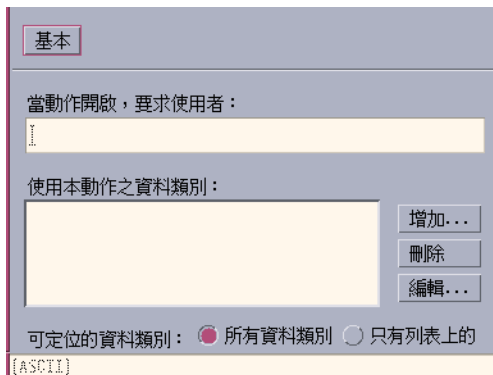 基本
當動作開啟，要求使用者：
使用本動作之資料類別：
增加...
刪除
編輯...
可定位的資料類別： 所有資料類別 只有列表上的
[ASCII]